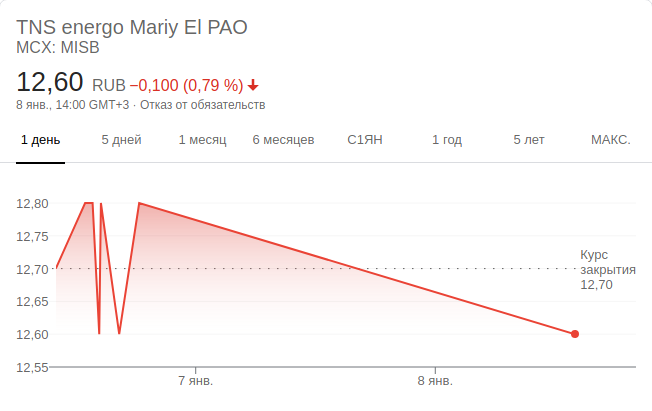 TNS energo Mariy El PAO
MCX: MISB
12,60 RUB −0,100 (0,79 %)
8 янв., 14:00 GMT+3 · Отказ от обязательств
1 день 5 дней 1 месяц 6 месяцев С1ЯН 1 год 5 лет МАКС.
12,80
12,75
12,70
12,65
12,60
12,55
Курс
закрытия
12,70
7 янв. 8 янв.